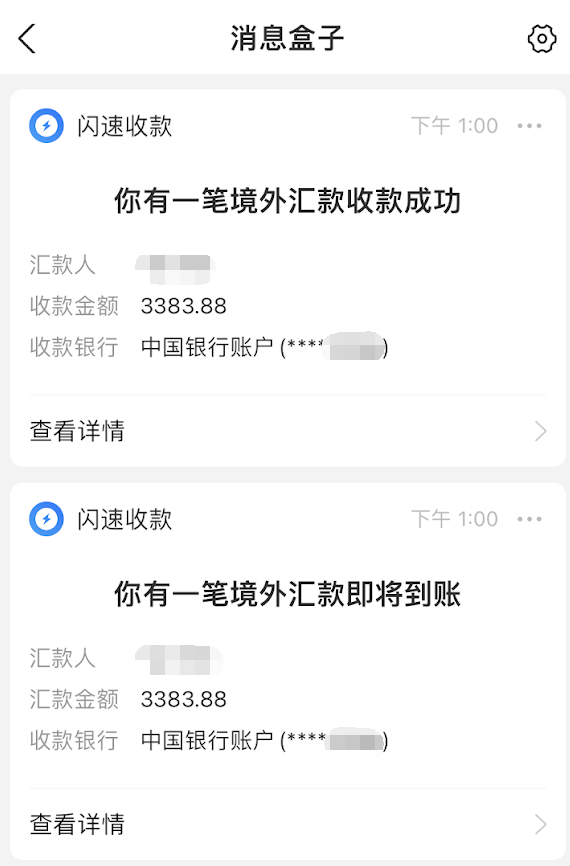 消息盒子
闪速收款 下午 1:00
你有一笔境外汇款收款成功
汇款人
收款金额 3383.88
收款银行 中国银行账户 (**** )
查看详情
闪速收款 下午 1:00
你有一笔境外汇款即将到账
汇款人
汇款金额 3383.88
收款银行 中国银行账户 (**** )
查看详情